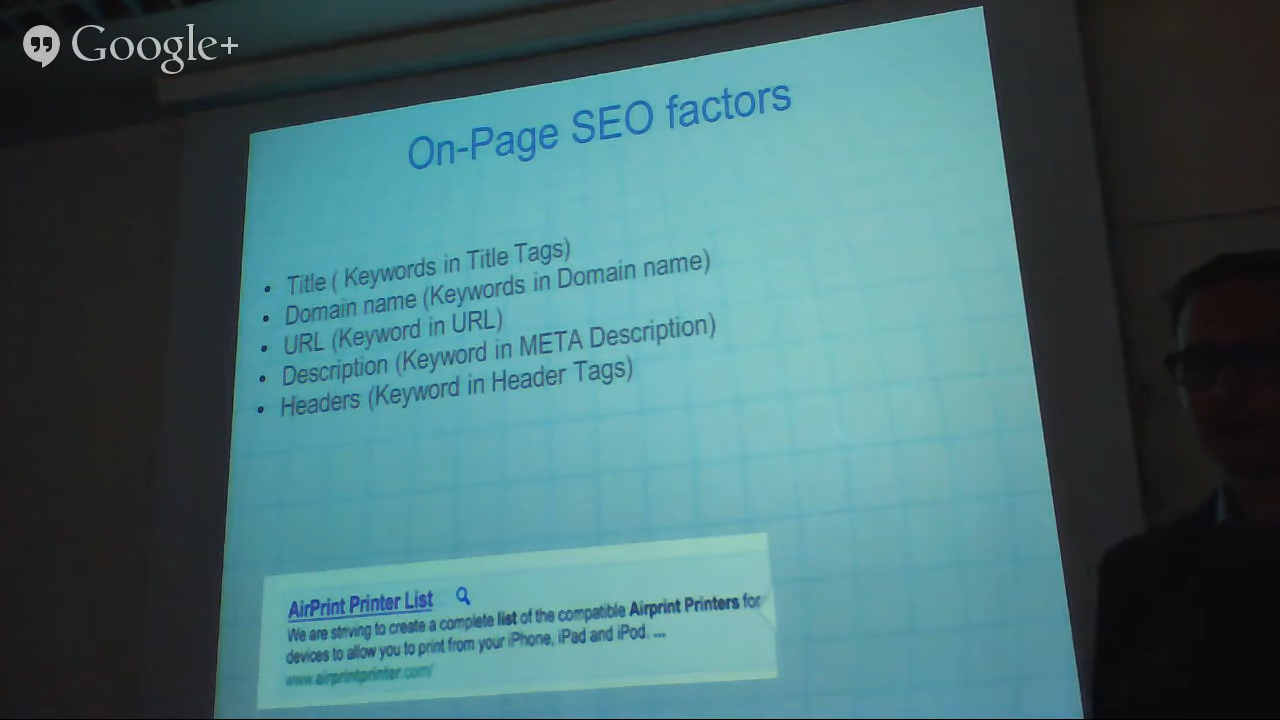 Google+
On-Page SEO factors
• Title ( Keywords in Title Tags)
• Domain name (Keywords in Domain name)
• URL (Keyword in URL)
• Description (Keyword in META Description)
• Headers (Keyword in Header Tags)
AirPrint Printer List
We are striving to create a complete list of the compatible Airprint Printers for
devices to allow you to print from your iPhone, iPad and iPod. ...
www.airprintprinter.com/